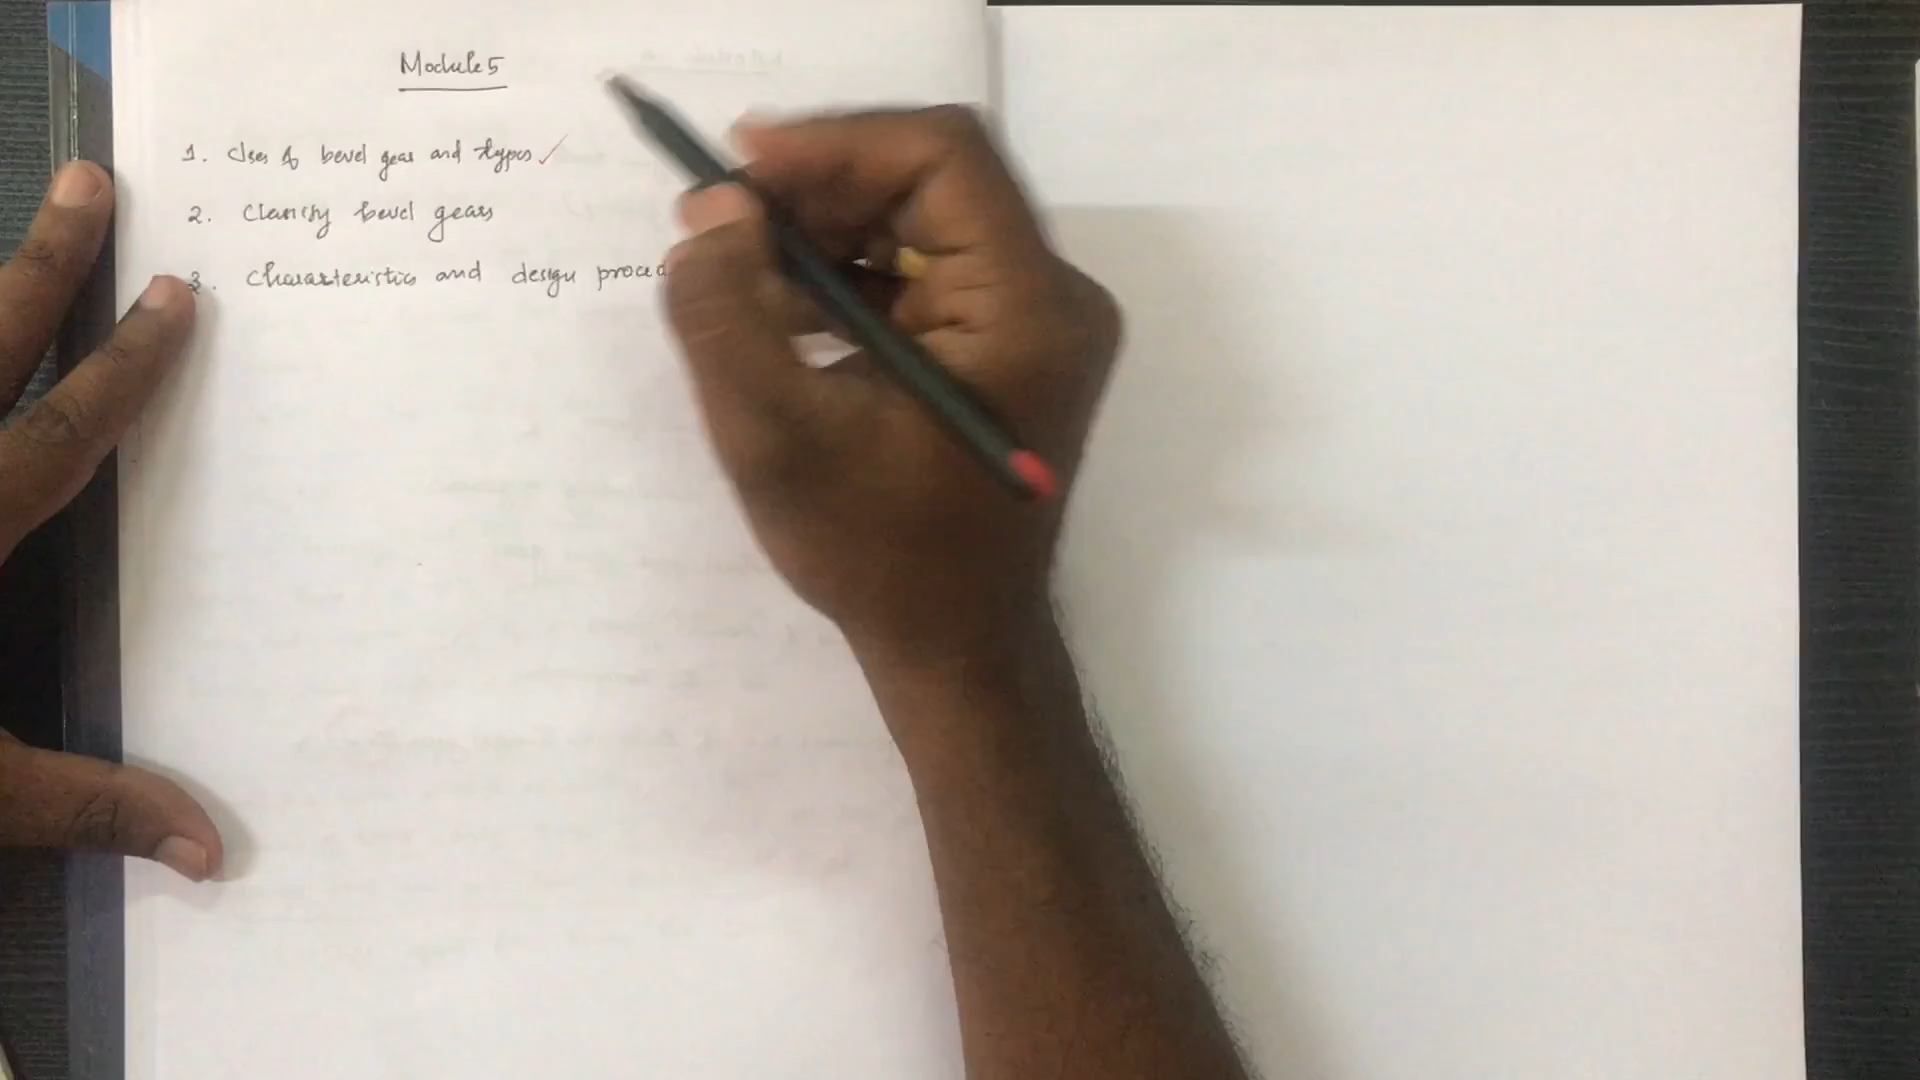 Module 5
1. Uses of bevel gear and types ✓
2. Classify bevel gears
3. Characteristics and design proced